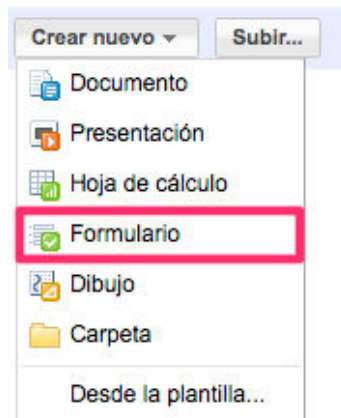 Crear nuevo Subir...
Documento
Presentación
Hoja de cálculo
Formulario
Dibujo
Carpeta
Desde la plantilla...